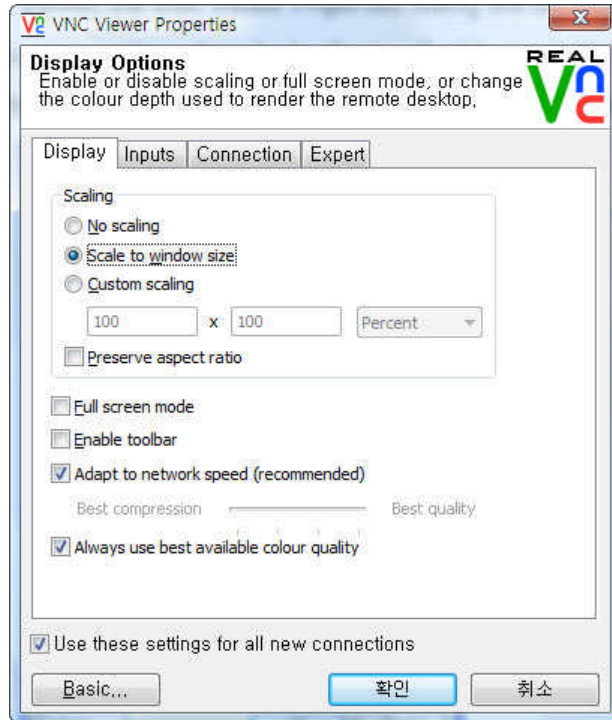 VNC Viewer Properties
Display Options
Enable or disable scaling or full screen mode, or change
the colour depth used to render the remote desktop,
REAL
VNC
Display Inputs Connection Expert
Scaling
No scaling
Scale to window size
Custom scaling
100 x 100 Percent
Preserve aspect ratio
Full screen mode
Enable toolbar
Adapt to network speed (recommended)
Best compression Best quality
Always use best available colour quality
Use these settings for all new connections
Basic,,, 확인 취소